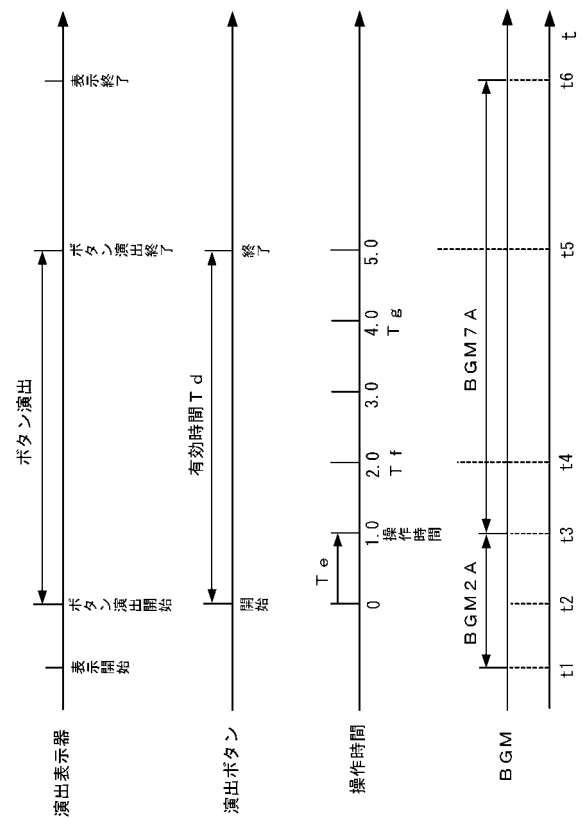 演出表示器
表示開始
ボタン演出開始
ボタン演出
ボタン演出終了
表示終了
演出ボタン
開始
有効時間Ｔｄ
終了
操作時間
Ｔｅ
0
1.0
2.0
3.0
4.0
5.0
操作時間
Ｔｆ
Ｔｇ
ＢＧＭ
ＢＧＭ２Ａ
ＢＧＭ７Ａ
t1
t2
t3
t4
t5
t6
t